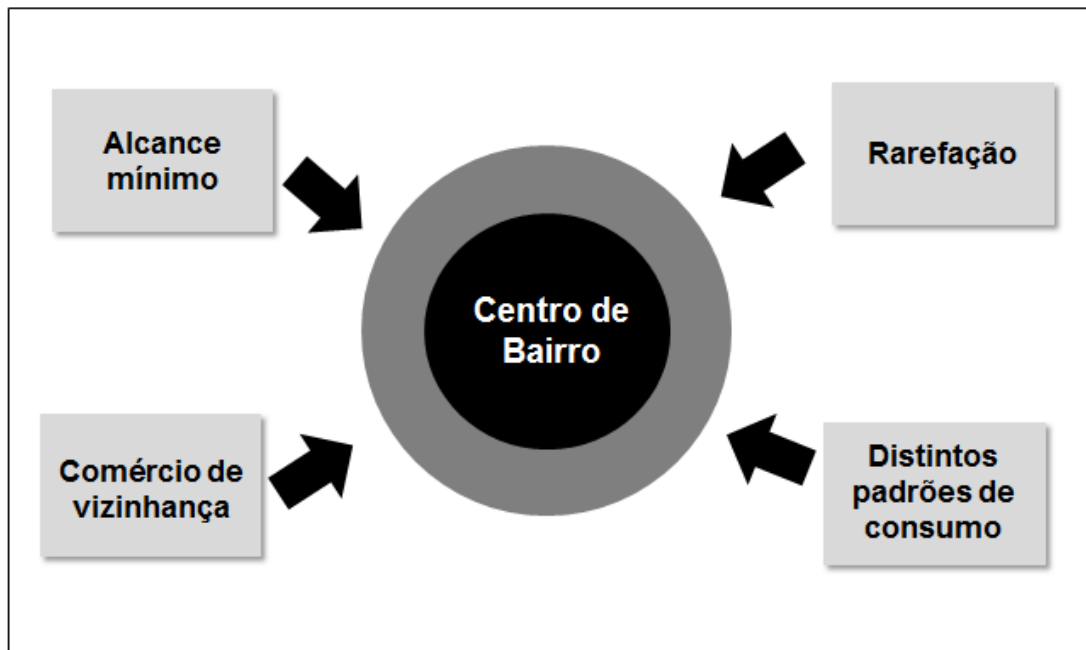 Alcance
mínimo
Rarefação
Centro de
Bairro
Comércio de
vizinhança
Distintos
padrões de
consumo